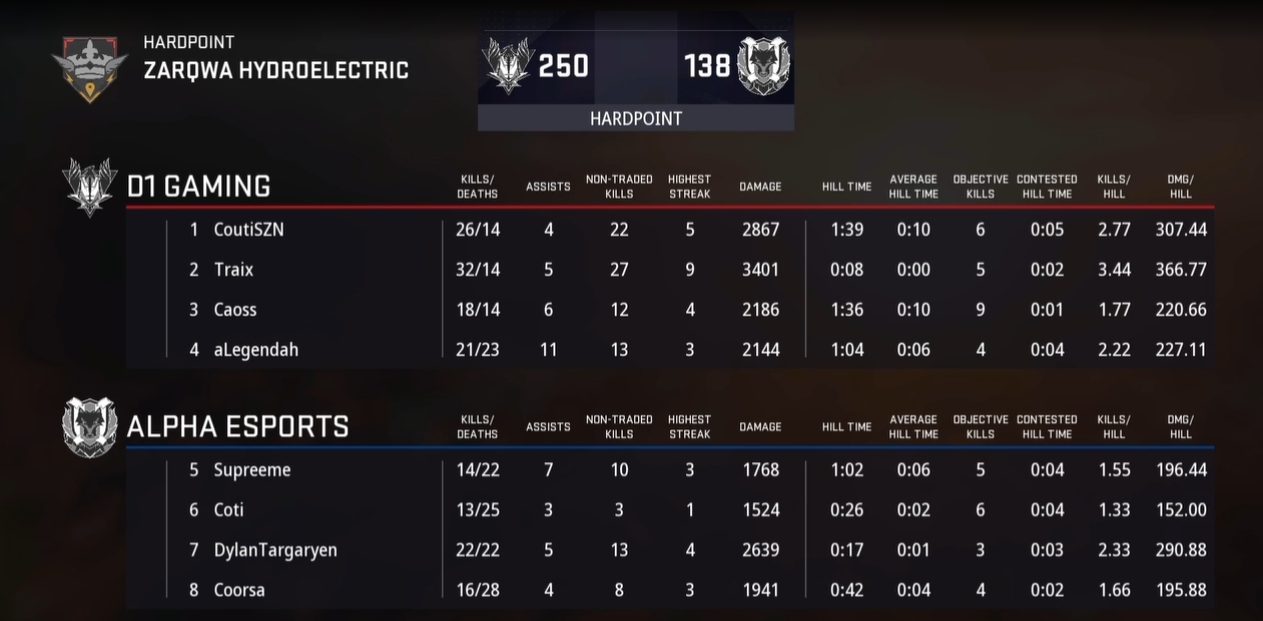 HARDPOINT
ZARQWA HYDROELECTRIC
250 138
HARDPOINT
D1 GAMING KILLS/ DEATHS ASSISTS NON-TRADED KILLS HIGHEST STREAK DAMAGE HILL TIME AVERAGE HILL TIME OBJECTIVE KILLS CONTESTED HILL TIME KILLS/ HILL DMG/ HILL
1 CoutiSZN 26/14 4 22 5 2867 1:39 0:10 6 0:05 2.77 307.44
2 Traix 32/14 5 27 9 3401 0:08 0:00 5 0:02 3.44 366.77
3 Caoss 18/14 6 12 4 2186 1:36 0:10 9 0:01 1.77 220.66
4 aLegendah 21/23 11 13 3 2144 1:04 0:06 4 0:04 2.22 227.11
ALPHA ESPORTS KILLS/ DEATHS ASSISTS NON-TRADED KILLS HIGHEST STREAK DAMAGE HILL TIME AVERAGE HILL TIME OBJECTIVE KILLS CONTESTED HILL TIME KILLS/ HILL DMG/ HILL
5 Supreeme 14/22 7 10 3 1768 1:02 0:06 5 0:04 1.55 196.44
6 Coti 13/25 3 3 1 1524 0:26 0:02 6 0:04 1.33 152.00
7 DylanTargaryen 22/22 5 13 4 2639 0:17 0:01 3 0:03 2.33 290.88
8 Coorsa 16/28 4 8 3 1941 0:42 0:04 4 0:02 1.66 195.88